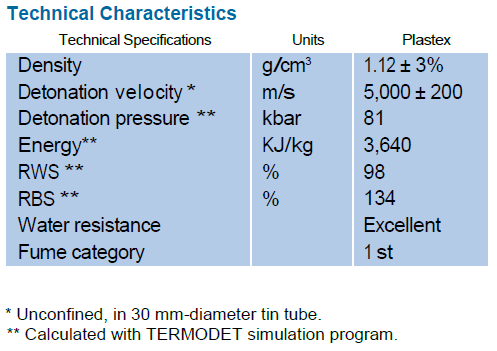 Technical Characteristics
Technical Specifications Units Plastex
Density g/cm³ 1.12 ± 3%
Detonation velocity * m/s 5,000 ± 200
Detonation pressure ** kbar 81
Energy** KJ/kg 3,640
RWS ** % 98
RBS ** % 134
Water resistance Excellent
Fume category 1 st
* Unconfined, in 30 mm-diameter tin tube.
** Calculated with TERMODET simulation program.